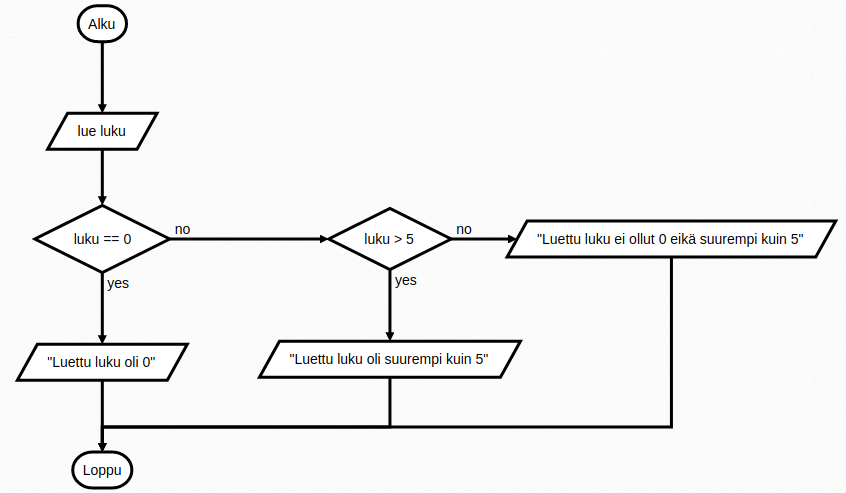 Alku
lue luku
luku == 0
no
luku > 5
no
"Luettu luku ei ollut 0 eikä suurempi kuin 5"
yes
yes
"Luettu luku oli 0"
"Luettu luku oli suurempi kuin 5"
Loppu